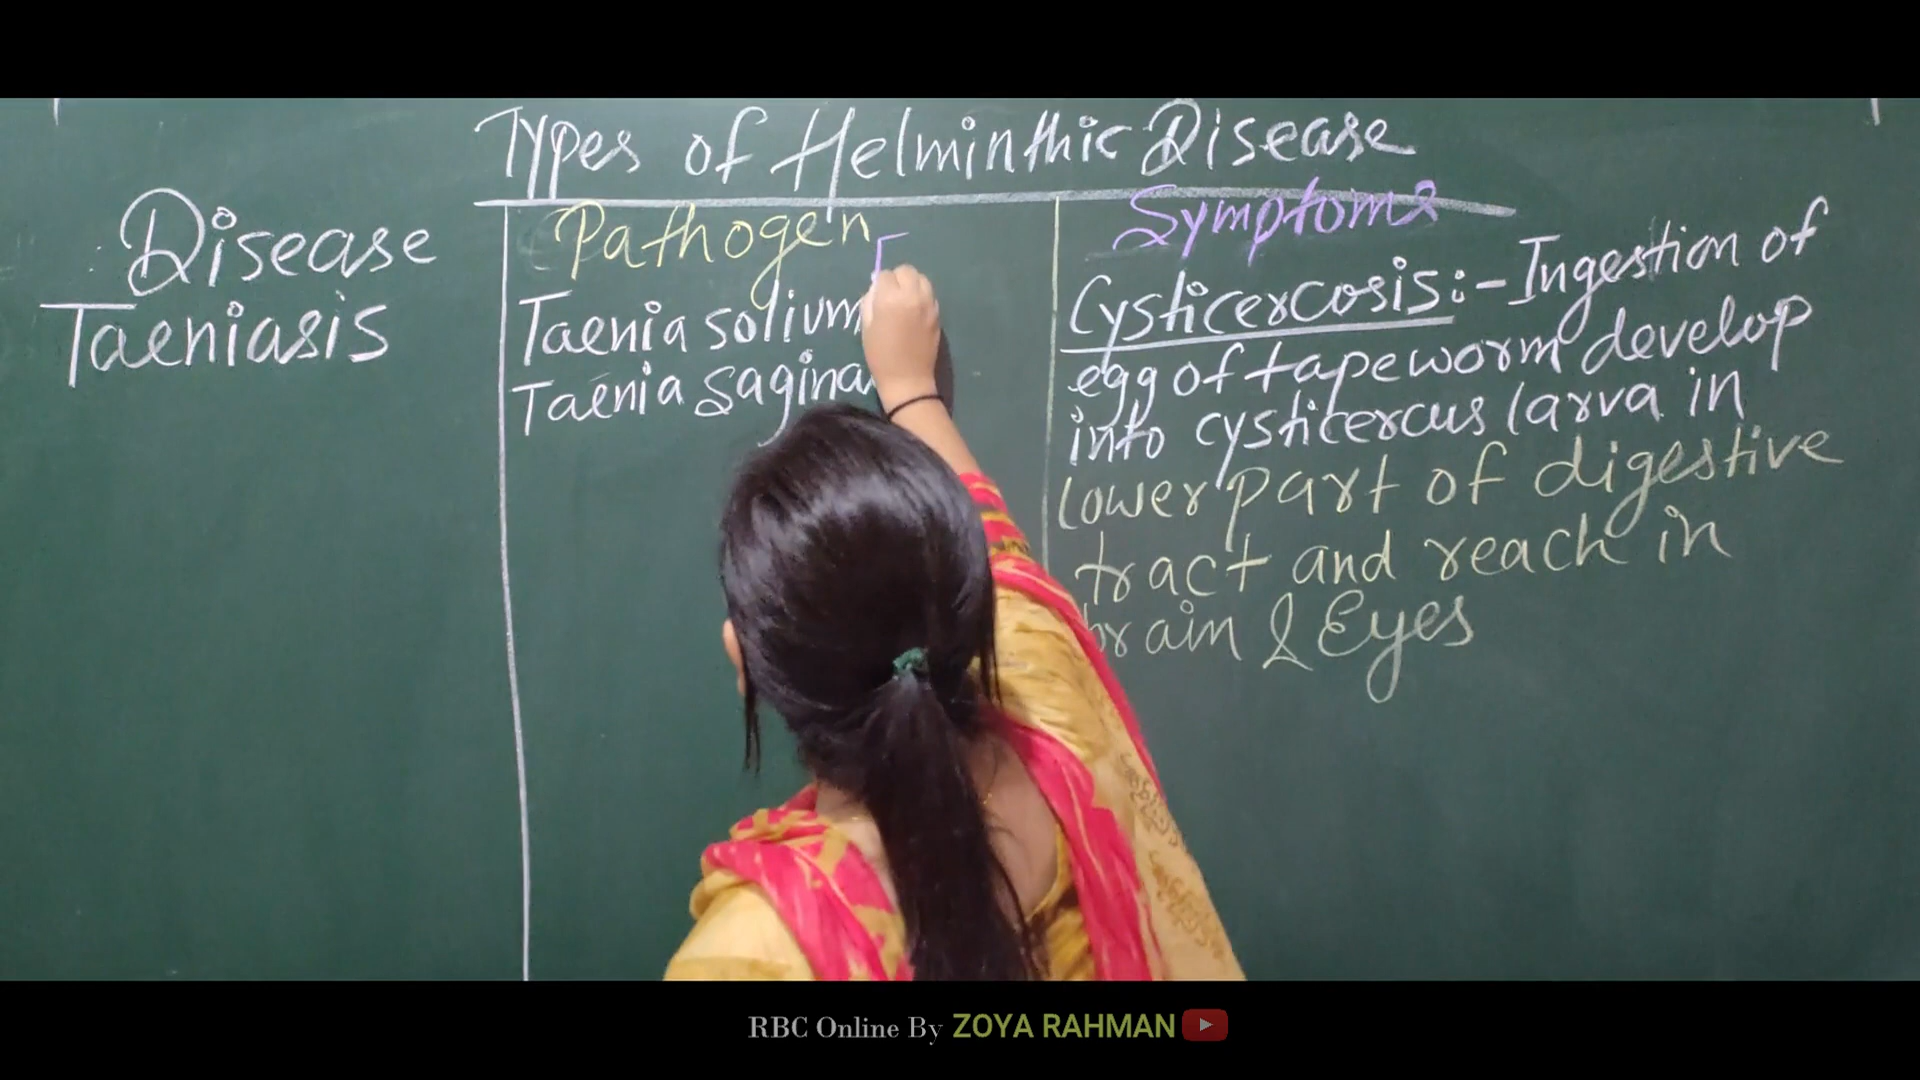 Types of Helminthic Disease
Disease
Taeniasis
Pathogen
Taenia solium
Taenia
Symptoms
Cysticercosis:- Ingestion of
egg of tapeworm develop
into cysticercus larva in
lower part of digestive
tract and reach in
brain & Eyes
RBC Online By ZOYA RAHMAN